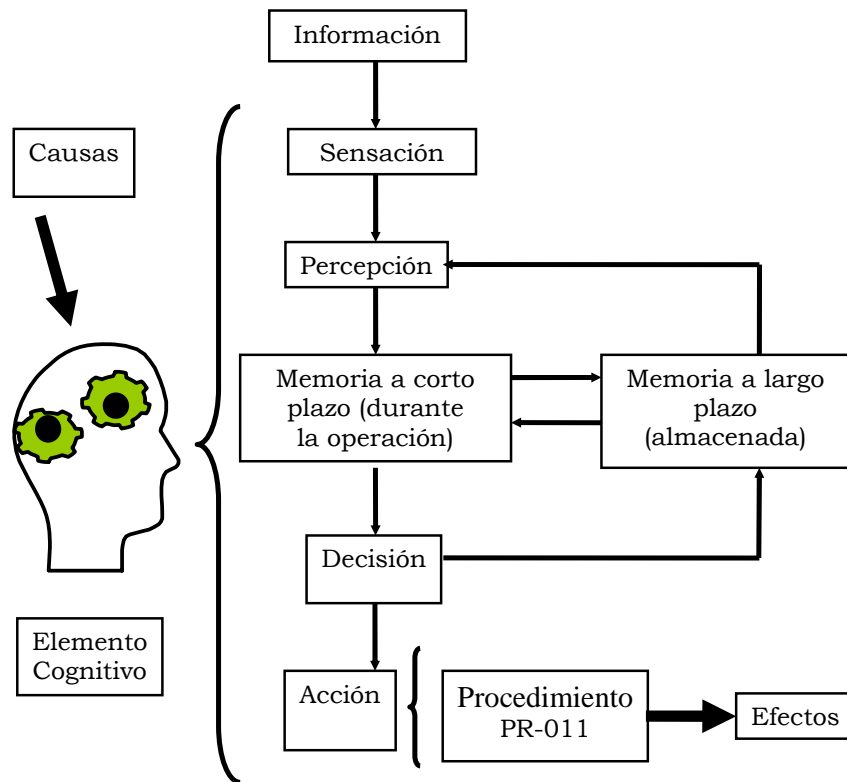 Información
Causas
Sensación
Percepción
Memoria a corto
plazo (durante
la operación)
Memoria a largo
plazo
(almacenada)
Decisión
Elemento
Cognitivo
Acción
Procedimiento
PR-011
Efectos